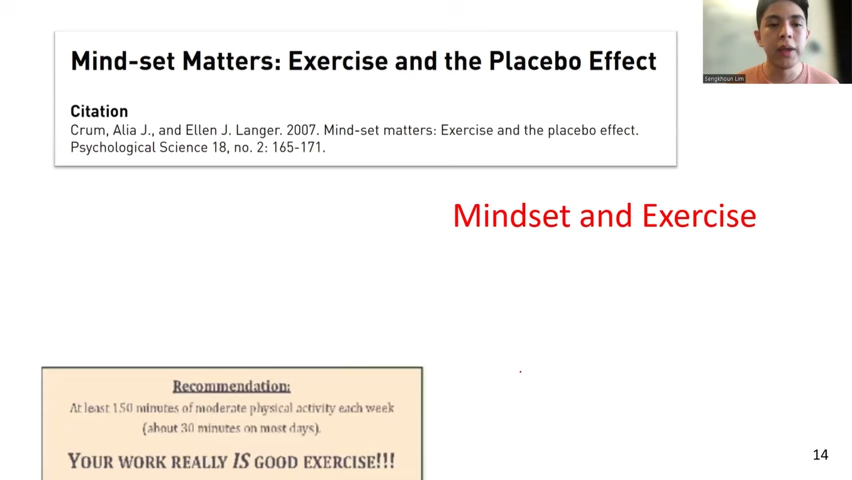 Mind-set Matters: Exercise and the Placebo Effect
Citation
Crum, Alia J., and Ellen J. Langer. 2007. Mind-set matters: Exercise and the placebo effect.
Psychological Science 18, no. 2: 165-171.
Sengkhoun Lim
Mindset and Exercise
Recommendation:
At least 150 minutes of moderate physical activity each week
(about 30 minutes on most days).
YOUR WORK REALLY IS GOOD EXERCISE!!!
14